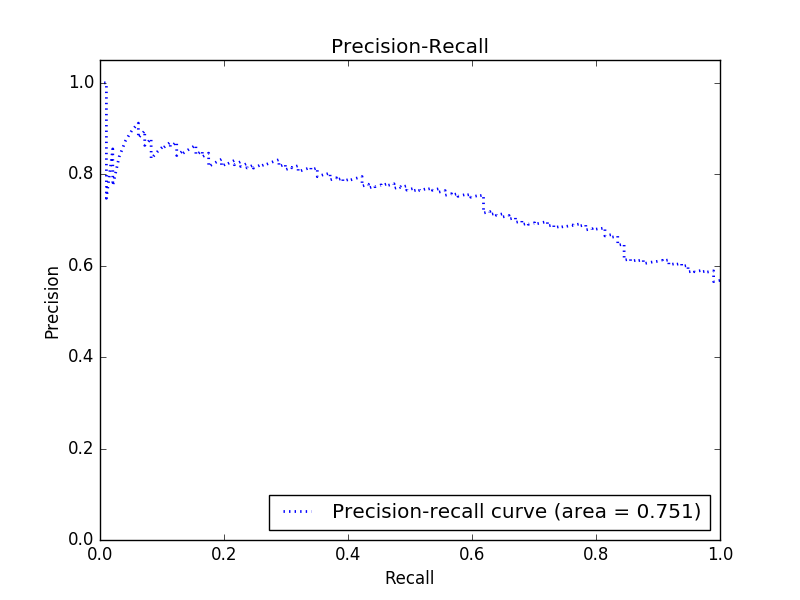 Precision-Recall
1.0
0.8
0.6
0.4
0.2
0.0
Precision
Precision-recall curve (area = 0.751)
0.0 0.2 0.4 0.6 0.8 1.0
Recall